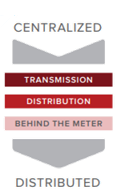 CENTRALIZED
TRANSMISSION
DISTRIBUTION
BEHIND THE METER
DISTRIBUTED